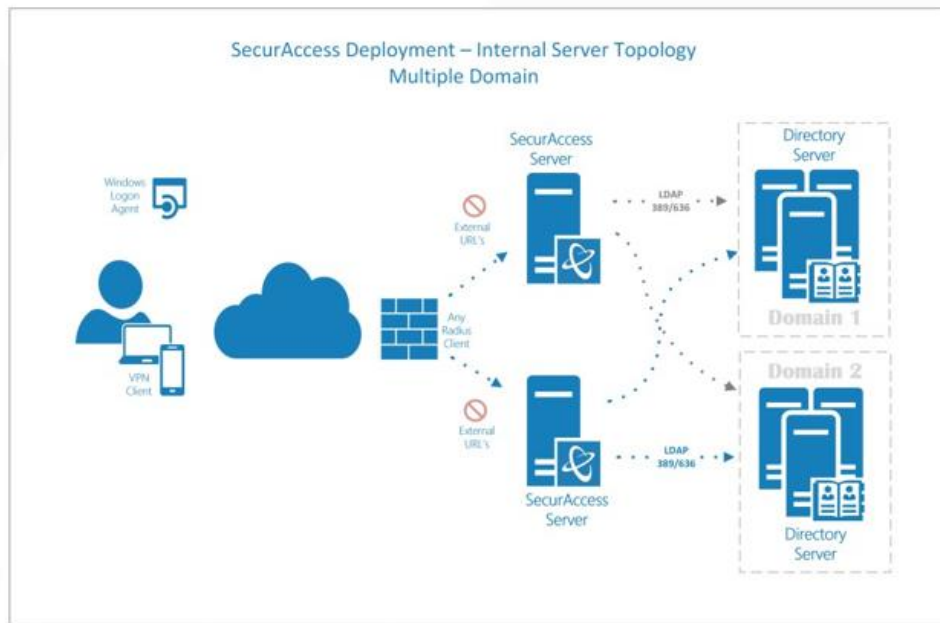 SecurAccess Deployment – Internal Server Topology
Multiple Domain
Windows
Logon
Agent
VPN
Client
Any
Radius
Client
External
URL's
External
URL's
SecurAccess
Server
SecurAccess
Server
LDAP
389/636
LDAP
389/636
Directory
Server
Domain 1
Domain 2
Directory
Server